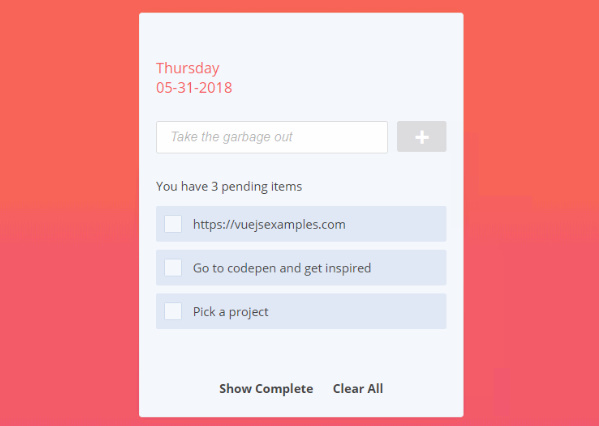 Thursday
05-31-2018
Take the garbage out
+
You have 3 pending items
https://vuejsexamples.com
Go to codepen and get inspired
Pick a project
Show Complete Clear All